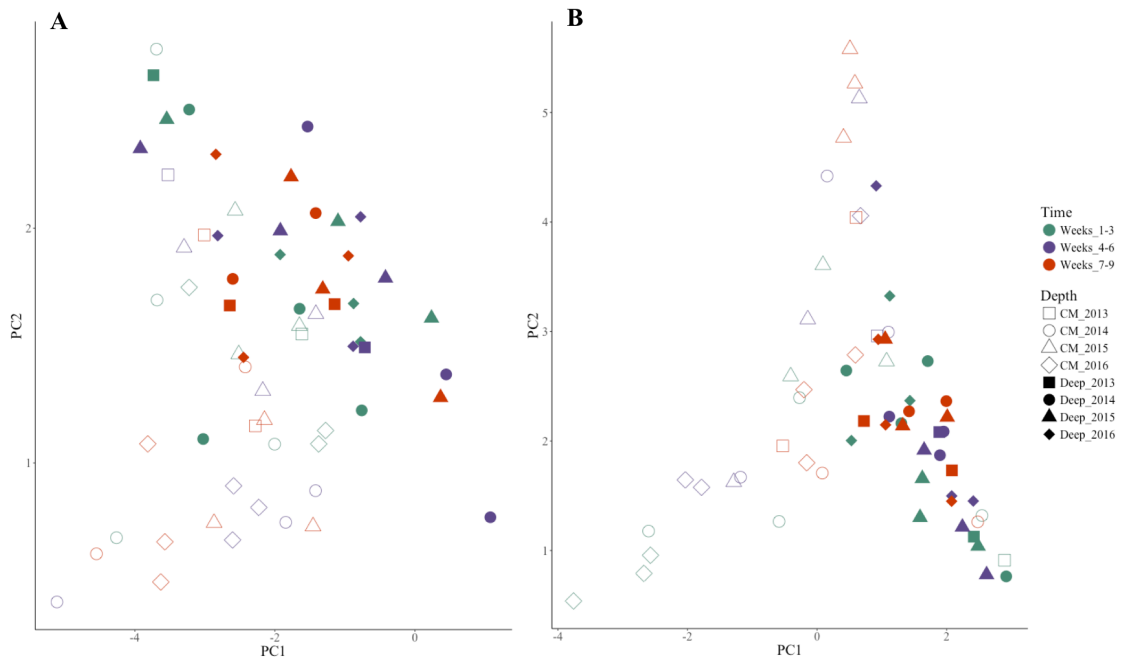 A
B
PC2
2
1
-4
-2
0
PC1
PC2
5
4
3
2
1
-4
-2
0
2
PC1
Time
Weeks_1-3
Weeks_4-6
Weeks_7-9
Depth
CM_2013
CM_2014
CM_2015
CM_2016
Deep_2013
Deep_2014
Deep_2015
Deep_2016